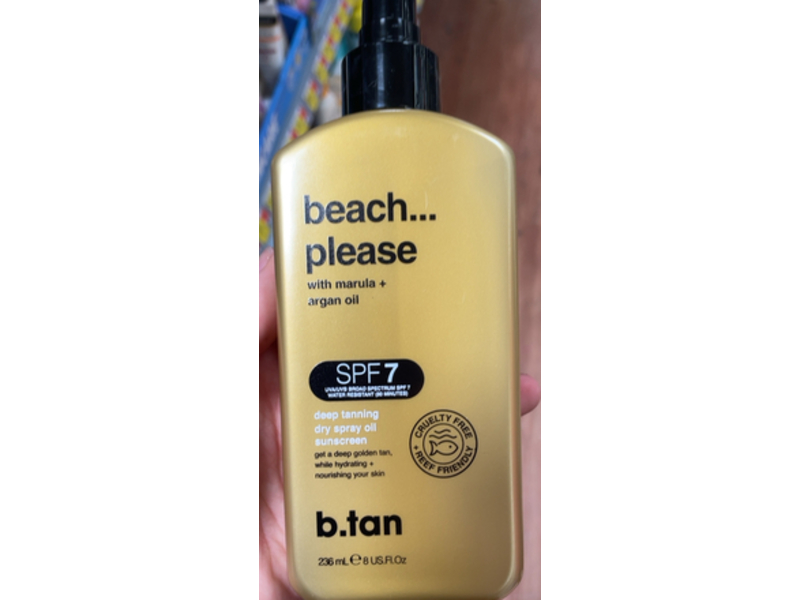 beach...
please
with marula +
argan oil
SPF 7
UVA/UVB BROAD SPECTRUM SPF 7
WATER RESISTANT (80 MINUTES)
deep tanning
dry spray oil
sunscreen
get a deep golden tan,
while hydrating +
nourishing your skin
CRUELTY FREE
+ REEF FRIENDLY
b.tan
236 mL ℮ 8 US.Fl.Oz